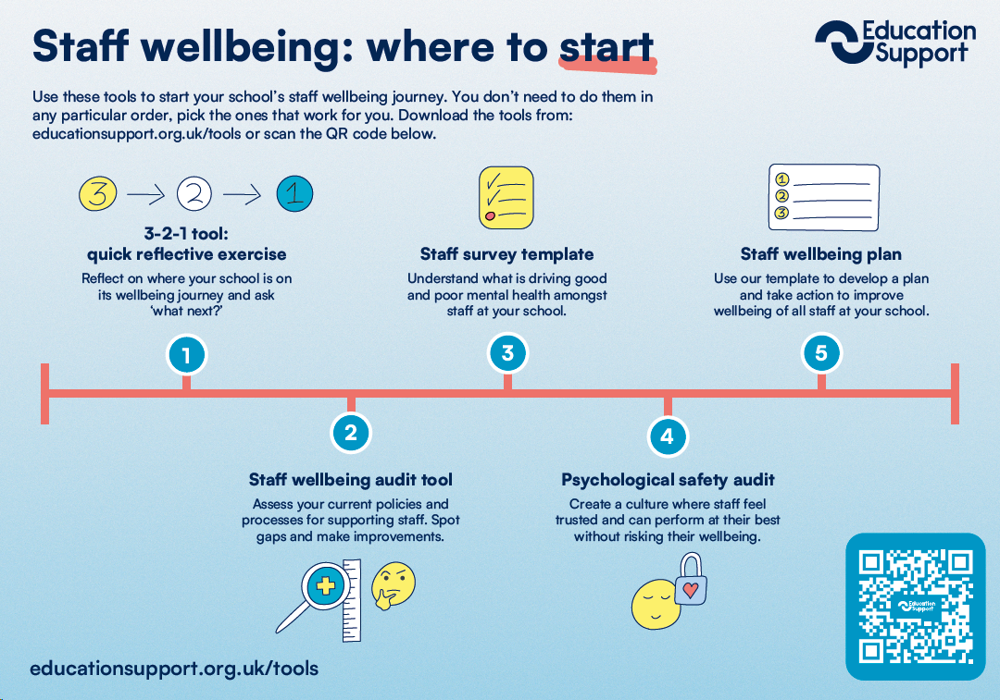 Staff wellbeing: where to start
Education
Support
Use these tools to start your school's staff wellbeing journey. You don't need to do them in
any particular order, pick the ones that work for you. Download the tools from:
educationsupport.org.uk/tools or scan the QR code below.
3
2
1
3-2-1 tool:
quick reflective exercise
Reflect on where your school is on
its wellbeing journey and ask
‘what next?’
Staff survey template
Understand what is driving good
and poor mental health amongst
staff at your school.
1
2
3
Staff wellbeing plan
Use our template to develop a plan
and take action to improve
wellbeing of all staff at your school.
1
3
5
2
4
Staff wellbeing audit tool
Assess your current policies and
processes for supporting staff. Spot
gaps and make improvements.
Psychological safety audit
Create a culture where staff feel
trusted and can perform at their best
without risking their wellbeing.
Education
Support
educationsupport.org.uk/tools